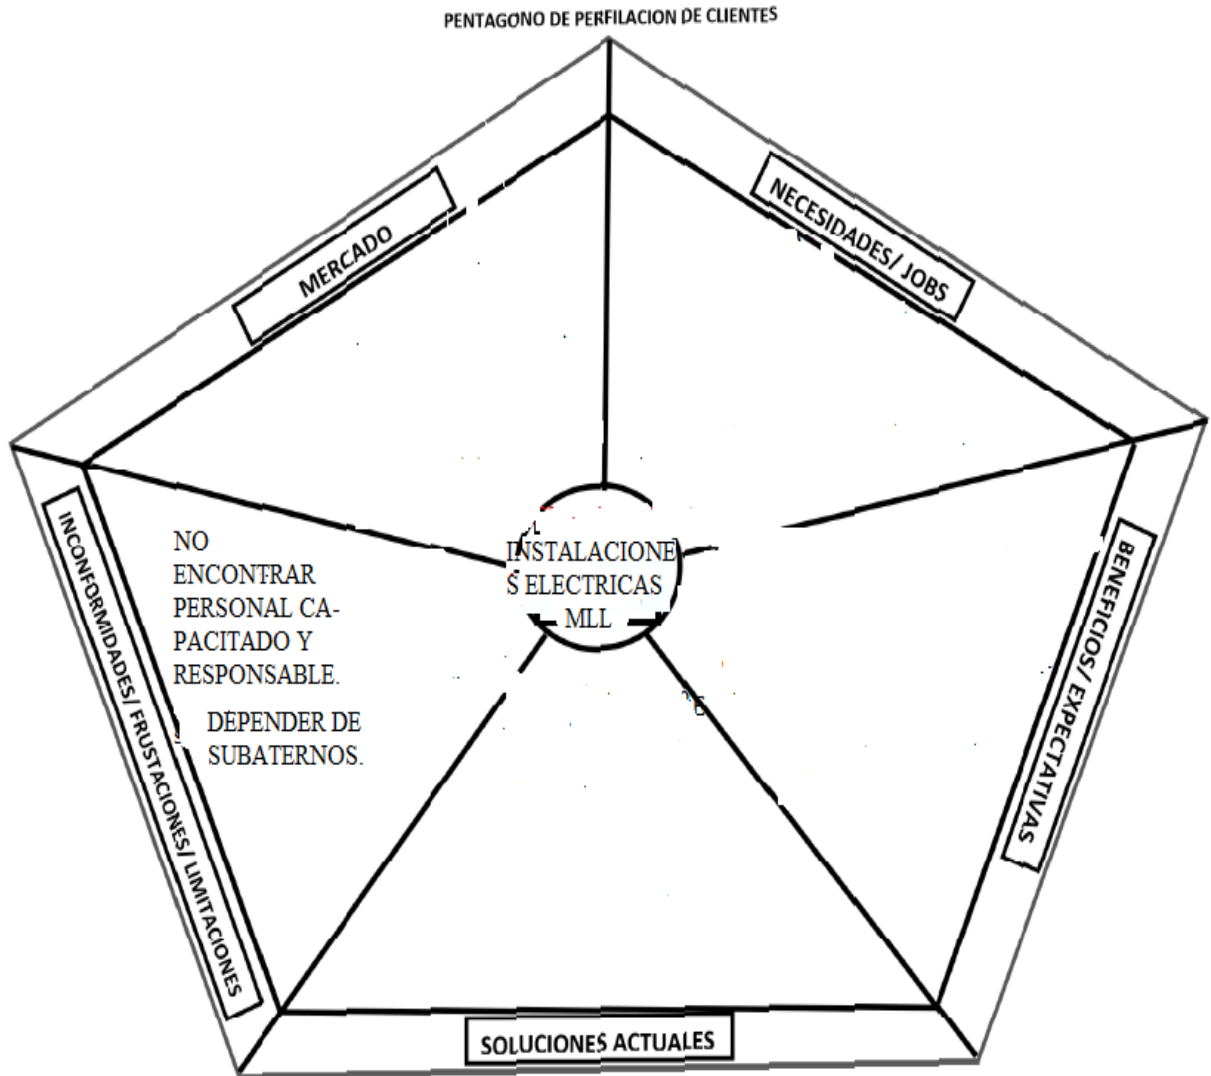 PENTAGONO DE PERFILACION DE CLIENTES
MERCADO
NECESIDADES/ JOBS
INCONFORMIDADES/ FRUSTACIONES/ LIMITACIONES
NO
ENCONTRAR
PERSONAL CA-
PACITADO Y
RESPONSABLE.
DEPENDER DE
SUBATERNOS.
INSTALACIONE
S ELECTRICAS
MLL
BENEFICIOS/ EXPECTATIVAS
SOLUCIONES ACTUALES